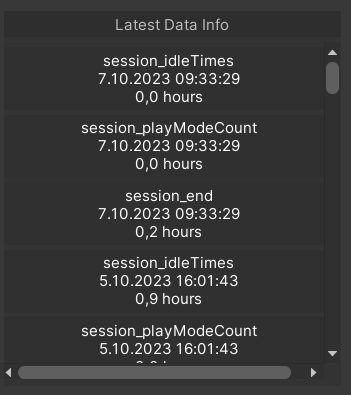 Latest Data Info
session_idleTimes
7.10.2023 09:33:29
0,0 hours
session_playModeCount
7.10.2023 09:33:29
0,0 hours
session_end
7.10.2023 09:33:29
0,2 hours
session_idleTimes
5.10.2023 16:01:43
0,9 hours
session_playModeCount
5.10.2023 16:01:43